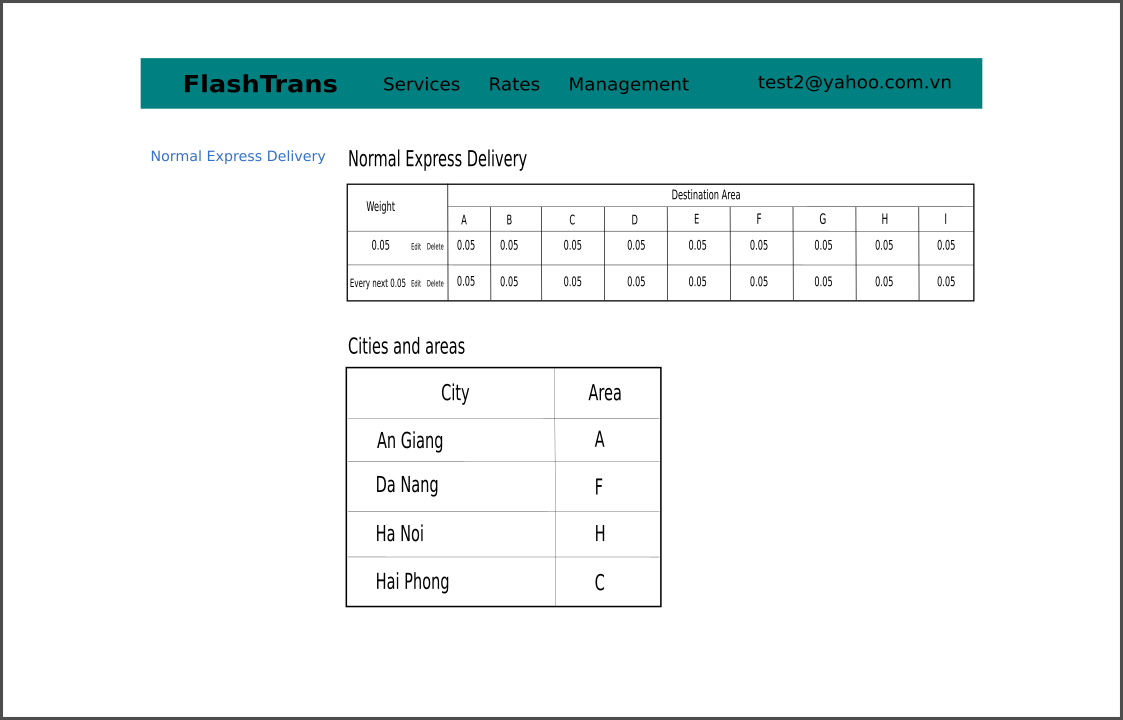 FlashTrans Services Rates Management test2@yahoo.com.vn
Normal Express Delivery
Normal Express Delivery
Weight
Destination Area
A B C D E F G H I
0.05 Edit Delete 0.05 0.05 0.05 0.05 0.05 0.05 0.05 0.05 0.05
Every next 0.05 Edit Delete 0.05 0.05 0.05 0.05 0.05 0.05 0.05 0.05 0.05
Cities and areas
City Area
An Giang A
Da Nang F
Ha Noi H
Hai Phong C